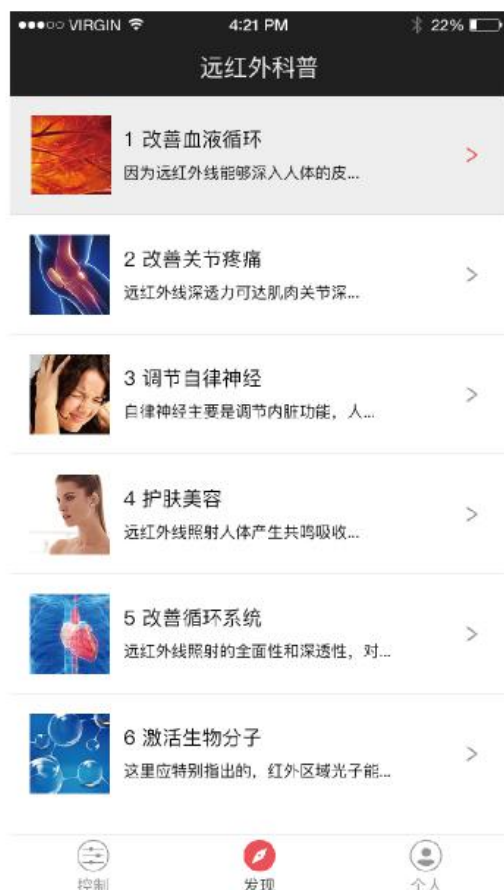 VIRGIN 4:21 PM 22%
远红外科普
1 改善血液循环
因为远红外线能够深入人体的皮...
2 改善关节疼痛
远红外线深透力可达肌肉关节深...
3 调节自律神经
自律神经主要是调节内脏功能，人...
4 护肤美容
远红外线照射人体产生共鸣吸收...
5 改善循环系统
远红外线照射的全面性和深透性，对...
6 激活生物分子
这里应特别指出的，红外区域光子能...
控制 发现 个人